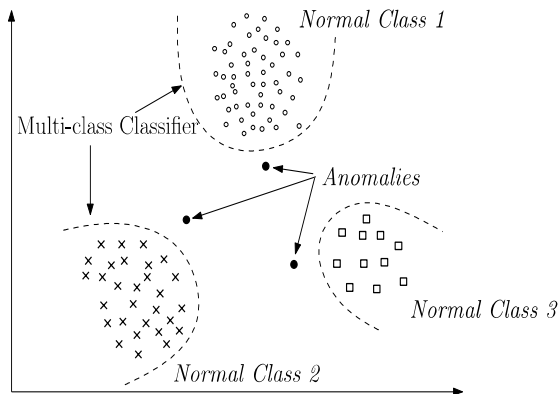 Normal Class 1
Multi-class Classifier
Anomalies
Normal Class 3
Normal Class 2